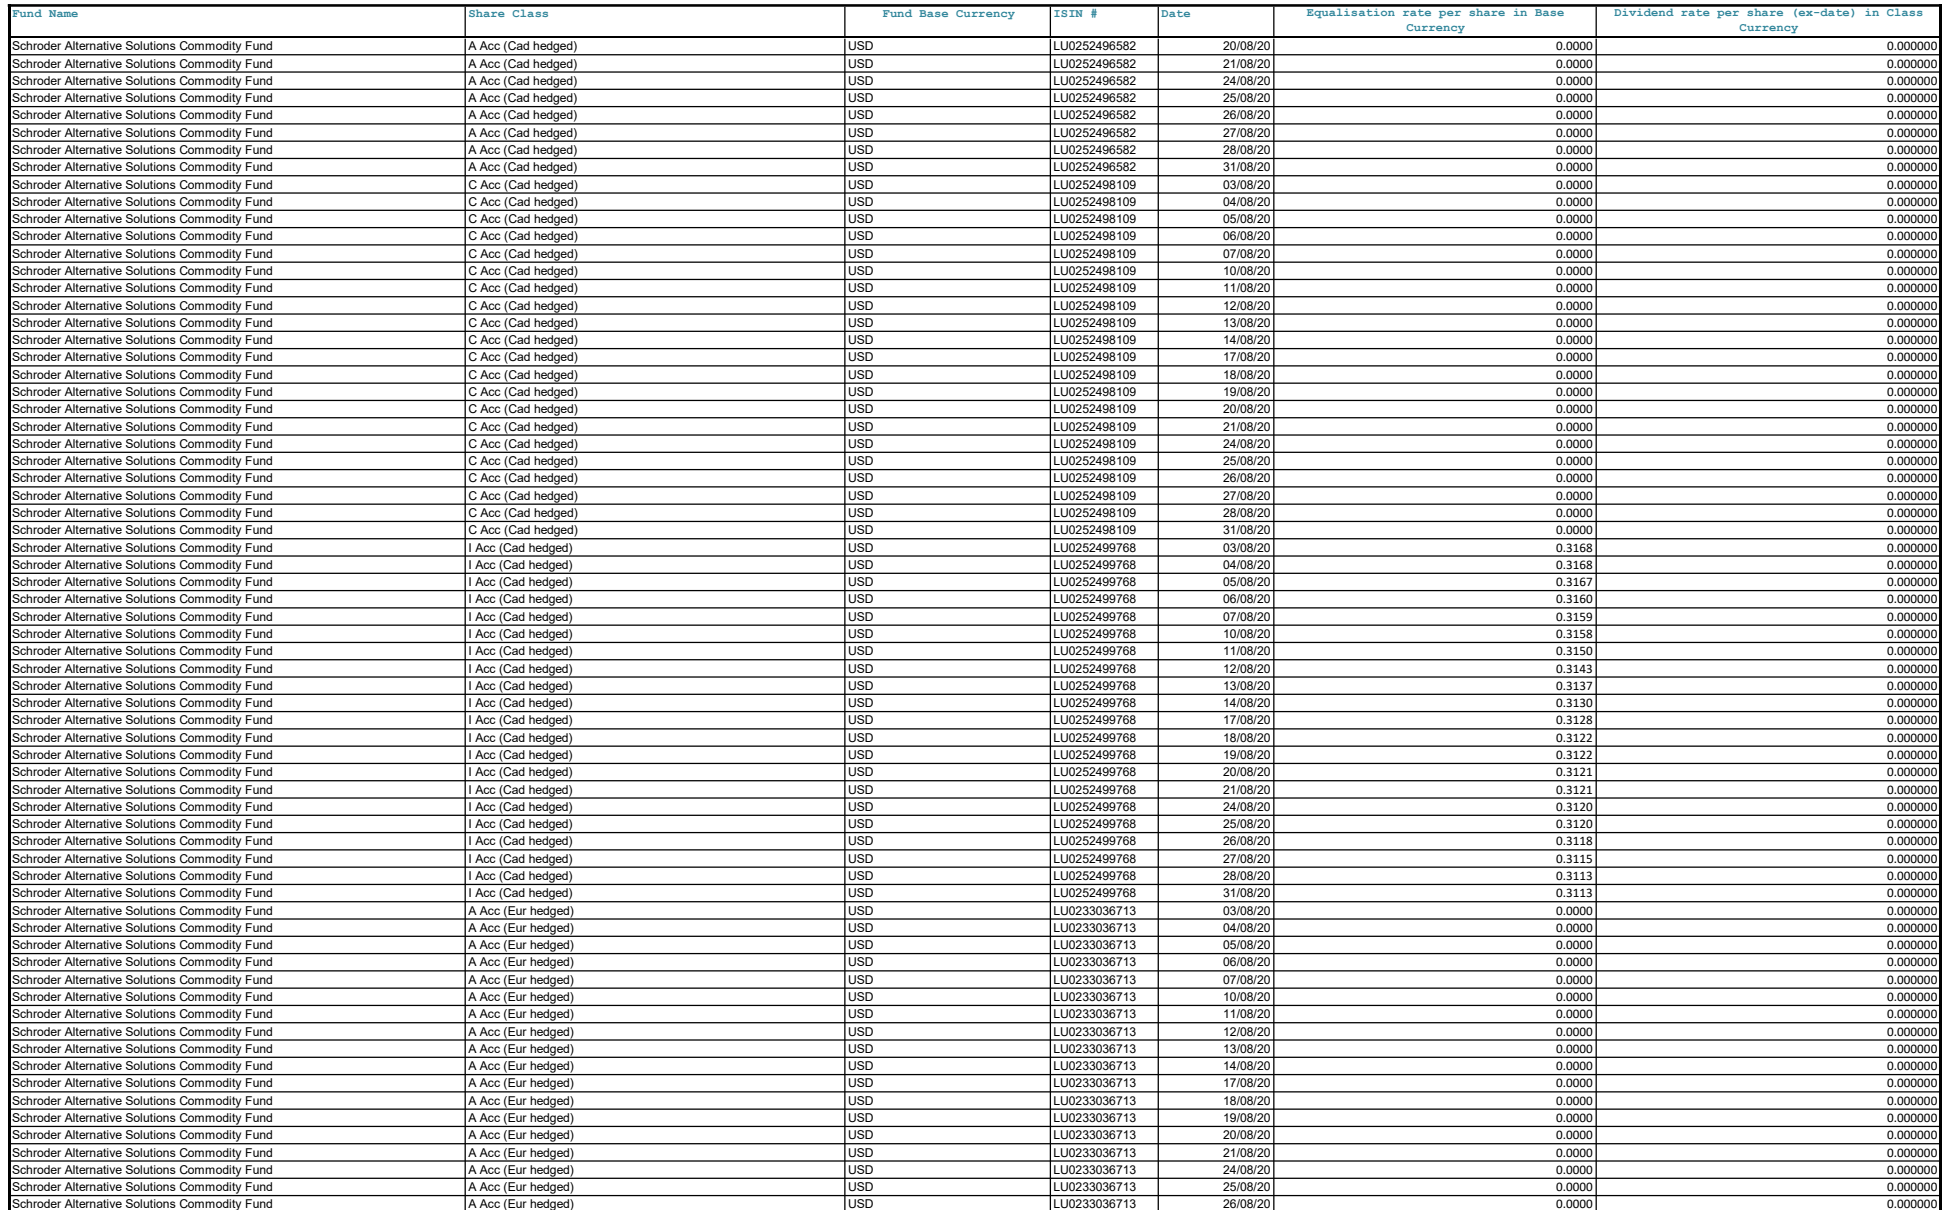 Fund Name Share Class Fund Base Currency ISIN # Date Equalisation rate per share in Base Currency Dividend rate per share (ex-date) in Class Currency
Schroder Alternative Solutions Commodity Fund A Acc (Cad hedged) USD LU0252496582 20/08/20 0.0000 0.000000
Schroder Alternative Solutions Commodity Fund A Acc (Cad hedged) USD LU0252496582 21/08/20 0.0000 0.000000
Schroder Alternative Solutions Commodity Fund A Acc (Cad hedged) USD LU0252496582 24/08/20 0.0000 0.000000
Schroder Alternative Solutions Commodity Fund A Acc (Cad hedged) USD LU0252496582 25/08/20 0.0000 0.000000
Schroder Alternative Solutions Commodity Fund A Acc (Cad hedged) USD LU0252496582 26/08/20 0.0000 0.000000
Schroder Alternative Solutions Commodity Fund A Acc (Cad hedged) USD LU0252496582 27/08/20 0.0000 0.000000
Schroder Alternative Solutions Commodity Fund A Acc (Cad hedged) USD LU0252496582 28/08/20 0.0000 0.000000
Schroder Alternative Solutions Commodity Fund A Acc (Cad hedged) USD LU0252496582 31/08/20 0.0000 0.000000
Schroder Alternative Solutions Commodity Fund C Acc (Cad hedged) USD LU0252498109 03/08/20 0.0000 0.000000
Schroder Alternative Solutions Commodity Fund C Acc (Cad hedged) USD LU0252498109 04/08/20 0.0000 0.000000
Schroder Alternative Solutions Commodity Fund C Acc (Cad hedged) USD LU0252498109 05/08/20 0.0000 0.000000
Schroder Alternative Solutions Commodity Fund C Acc (Cad hedged) USD LU0252498109 06/08/20 0.0000 0.000000
Schroder Alternative Solutions Commodity Fund C Acc (Cad hedged) USD LU0252498109 07/08/20 0.0000 0.000000
Schroder Alternative Solutions Commodity Fund C Acc (Cad hedged) USD LU0252498109 10/08/20 0.0000 0.000000
Schroder Alternative Solutions Commodity Fund C Acc (Cad hedged) USD LU0252498109 11/08/20 0.0000 0.000000
Schroder Alternative Solutions Commodity Fund C Acc (Cad hedged) USD LU0252498109 12/08/20 0.0000 0.000000
Schroder Alternative Solutions Commodity Fund C Acc (Cad hedged) USD LU0252498109 13/08/20 0.0000 0.000000
Schroder Alternative Solutions Commodity Fund C Acc (Cad hedged) USD LU0252498109 14/08/20 0.0000 0.000000
Schroder Alternative Solutions Commodity Fund C Acc (Cad hedged) USD LU0252498109 17/08/20 0.0000 0.000000
Schroder Alternative Solutions Commodity Fund C Acc (Cad hedged) USD LU0252498109 18/08/20 0.0000 0.000000
Schroder Alternative Solutions Commodity Fund C Acc (Cad hedged) USD LU0252498109 19/08/20 0.0000 0.000000
Schroder Alternative Solutions Commodity Fund C Acc (Cad hedged) USD LU0252498109 20/08/20 0.0000 0.000000
Schroder Alternative Solutions Commodity Fund C Acc (Cad hedged) USD LU0252498109 21/08/20 0.0000 0.000000
Schroder Alternative Solutions Commodity Fund C Acc (Cad hedged) USD LU0252498109 24/08/20 0.0000 0.000000
Schroder Alternative Solutions Commodity Fund C Acc (Cad hedged) USD LU0252498109 25/08/20 0.0000 0.000000
Schroder Alternative Solutions Commodity Fund C Acc (Cad hedged) USD LU0252498109 26/08/20 0.0000 0.000000
Schroder Alternative Solutions Commodity Fund C Acc (Cad hedged) USD LU0252498109 27/08/20 0.0000 0.000000
Schroder Alternative Solutions Commodity Fund C Acc (Cad hedged) USD LU0252498109 28/08/20 0.0000 0.000000
Schroder Alternative Solutions Commodity Fund C Acc (Cad hedged) USD LU0252498109 31/08/20 0.0000 0.000000
Schroder Alternative Solutions Commodity Fund I Acc (Cad hedged) USD LU0252499768 03/08/20 0.3168 0.000000
Schroder Alternative Solutions Commodity Fund I Acc (Cad hedged) USD LU0252499768 04/08/20 0.3168 0.000000
Schroder Alternative Solutions Commodity Fund I Acc (Cad hedged) USD LU0252499768 05/08/20 0.3167 0.000000
Schroder Alternative Solutions Commodity Fund I Acc (Cad hedged) USD LU0252499768 06/08/20 0.3160 0.000000
Schroder Alternative Solutions Commodity Fund I Acc (Cad hedged) USD LU0252499768 07/08/20 0.3159 0.000000
Schroder Alternative Solutions Commodity Fund I Acc (Cad hedged) USD LU0252499768 10/08/20 0.3158 0.000000
Schroder Alternative Solutions Commodity Fund I Acc (Cad hedged) USD LU0252499768 11/08/20 0.3150 0.000000
Schroder Alternative Solutions Commodity Fund I Acc (Cad hedged) USD LU0252499768 12/08/20 0.3143 0.000000
Schroder Alternative Solutions Commodity Fund I Acc (Cad hedged) USD LU0252499768 13/08/20 0.3137 0.000000
Schroder Alternative Solutions Commodity Fund I Acc (Cad hedged) USD LU0252499768 14/08/20 0.3130 0.000000
Schroder Alternative Solutions Commodity Fund I Acc (Cad hedged) USD LU0252499768 17/08/20 0.3128 0.000000
Schroder Alternative Solutions Commodity Fund I Acc (Cad hedged) USD LU0252499768 18/08/20 0.3122 0.000000
Schroder Alternative Solutions Commodity Fund I Acc (Cad hedged) USD LU0252499768 19/08/20 0.3122 0.000000
Schroder Alternative Solutions Commodity Fund I Acc (Cad hedged) USD LU0252499768 20/08/20 0.3121 0.000000
Schroder Alternative Solutions Commodity Fund I Acc (Cad hedged) USD LU0252499768 21/08/20 0.3121 0.000000
Schroder Alternative Solutions Commodity Fund I Acc (Cad hedged) USD LU0252499768 24/08/20 0.3120 0.000000
Schroder Alternative Solutions Commodity Fund I Acc (Cad hedged) USD LU0252499768 25/08/20 0.3120 0.000000
Schroder Alternative Solutions Commodity Fund I Acc (Cad hedged) USD LU0252499768 26/08/20 0.3118 0.000000
Schroder Alternative Solutions Commodity Fund I Acc (Cad hedged) USD LU0252499768 27/08/20 0.3115 0.000000
Schroder Alternative Solutions Commodity Fund I Acc (Cad hedged) USD LU0252499768 28/08/20 0.3113 0.000000
Schroder Alternative Solutions Commodity Fund I Acc (Cad hedged) USD LU0252499768 31/08/20 0.3113 0.000000
Schroder Alternative Solutions Commodity Fund A Acc (Eur hedged) USD LU0233036713 03/08/20 0.0000 0.000000
Schroder Alternative Solutions Commodity Fund A Acc (Eur hedged) USD LU0233036713 04/08/20 0.0000 0.000000
Schroder Alternative Solutions Commodity Fund A Acc (Eur hedged) USD LU0233036713 05/08/20 0.0000 0.000000
Schroder Alternative Solutions Commodity Fund A Acc (Eur hedged) USD LU0233036713 06/08/20 0.0000 0.000000
Schroder Alternative Solutions Commodity Fund A Acc (Eur hedged) USD LU0233036713 07/08/20 0.0000 0.000000
Schroder Alternative Solutions Commodity Fund A Acc (Eur hedged) USD LU0233036713 10/08/20 0.0000 0.000000
Schroder Alternative Solutions Commodity Fund A Acc (Eur hedged) USD LU0233036713 11/08/20 0.0000 0.000000
Schroder Alternative Solutions Commodity Fund A Acc (Eur hedged) USD LU0233036713 12/08/20 0.0000 0.000000
Schroder Alternative Solutions Commodity Fund A Acc (Eur hedged) USD LU0233036713 13/08/20 0.0000 0.000000
Schroder Alternative Solutions Commodity Fund A Acc (Eur hedged) USD LU0233036713 14/08/20 0.0000 0.000000
Schroder Alternative Solutions Commodity Fund A Acc (Eur hedged) USD LU0233036713 17/08/20 0.0000 0.000000
Schroder Alternative Solutions Commodity Fund A Acc (Eur hedged) USD LU0233036713 18/08/20 0.0000 0.000000
Schroder Alternative Solutions Commodity Fund A Acc (Eur hedged) USD LU0233036713 19/08/20 0.0000 0.000000
Schroder Alternative Solutions Commodity Fund A Acc (Eur hedged) USD LU0233036713 20/08/20 0.0000 0.000000
Schroder Alternative Solutions Commodity Fund A Acc (Eur hedged) USD LU0233036713 21/08/20 0.0000 0.000000
Schroder Alternative Solutions Commodity Fund A Acc (Eur hedged) USD LU0233036713 24/08/20 0.0000 0.000000
Schroder Alternative Solutions Commodity Fund A Acc (Eur hedged) USD LU0233036713 25/08/20 0.0000 0.000000
Schroder Alternative Solutions Commodity Fund A Acc (Eur hedged) USD LU0233036713 26/08/20 0.0000 0.000000